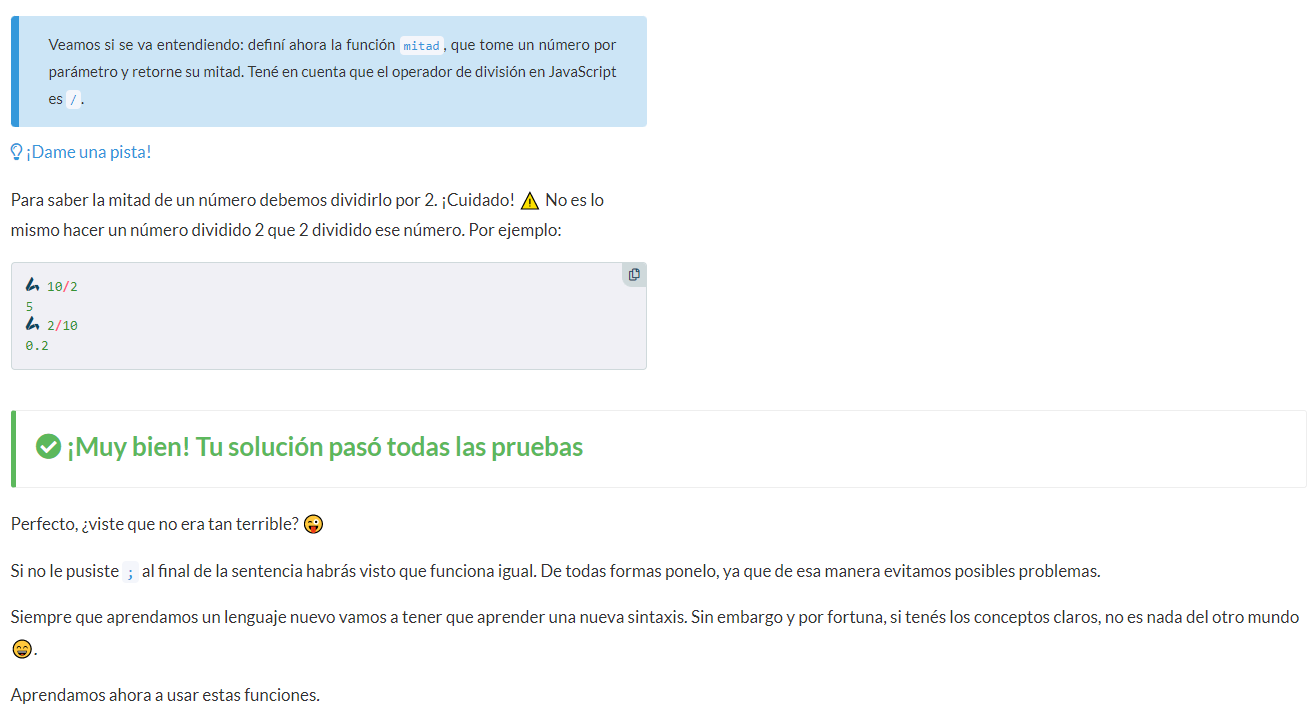 Veamos si se va entendiendo: definí ahora la función mitad, que tome un número por
parámetro y retorne su mitad. Tené en cuenta que el operador de división en JavaScript
es /.
¡Dame una pista!
Para saber la mitad de un número debemos dividirlo por 2. ¡Cuidado! ⚠ No es lo
mismo hacer un número dividido 2 que 2 dividido ese número. Por ejemplo:
10/2
5
2/10
0.2
¡Muy bien! Tu solución pasó todas las pruebas
Perfecto, ¿viste que no era tan terrible? 😜
Si no le pusiste ; al final de la sentencia habrás visto que funciona igual. De todas formas ponelo, ya que de esa manera evitamos posibles problemas.
Siempre que aprendamos un lenguaje nuevo vamos a tener que aprender una nueva sintaxis. Sin embargo y por fortuna, si tenés los conceptos claros, no es nada del otro mundo
😄.
Aprendamos ahora a usar estas funciones.